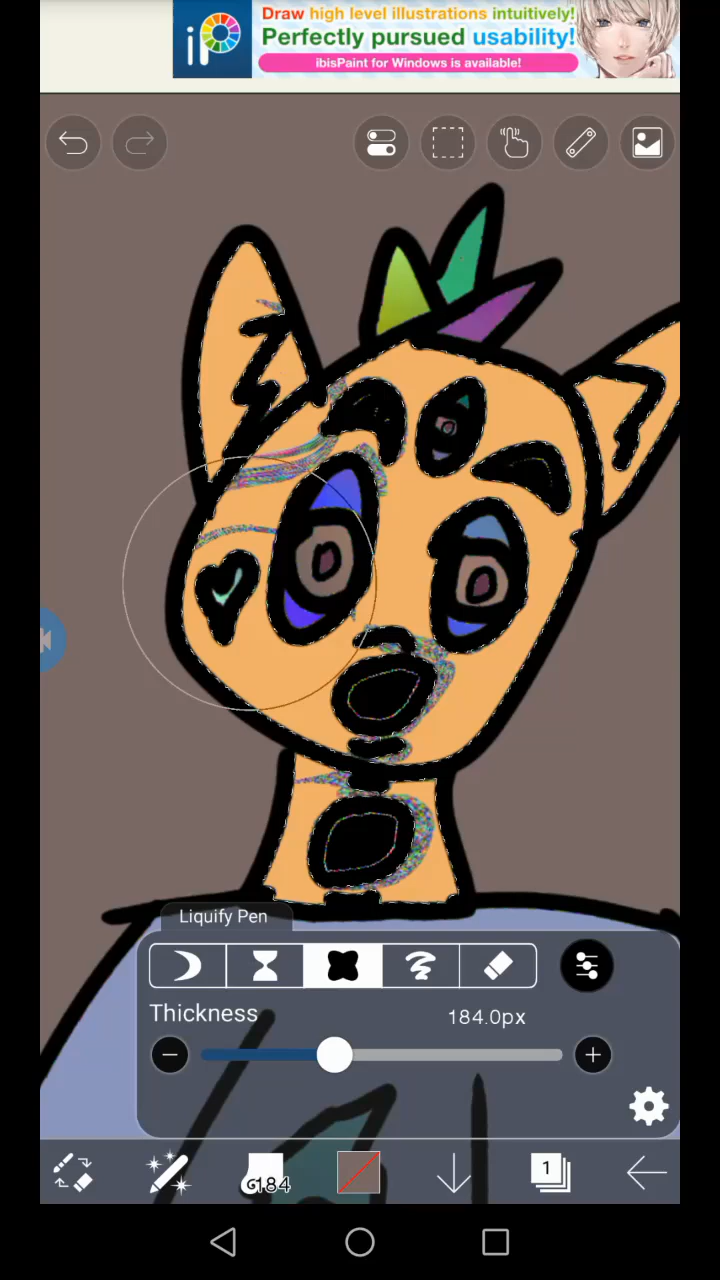 Draw high level illustrations intuitively!
iP
Perfectly pursued usability!
ibisPaint for Windows is available!
Liquify Pen
Thickness
184.0px
G184
1